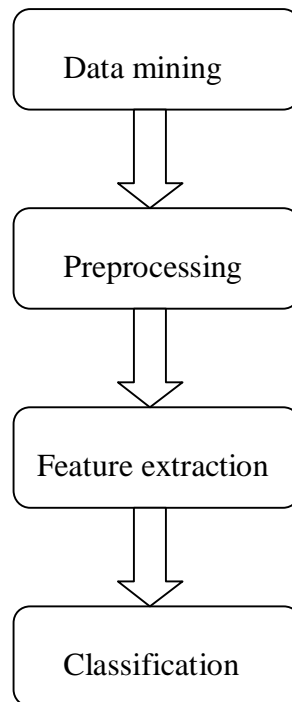 Data mining
Preprocessing
Feature extraction
Classification